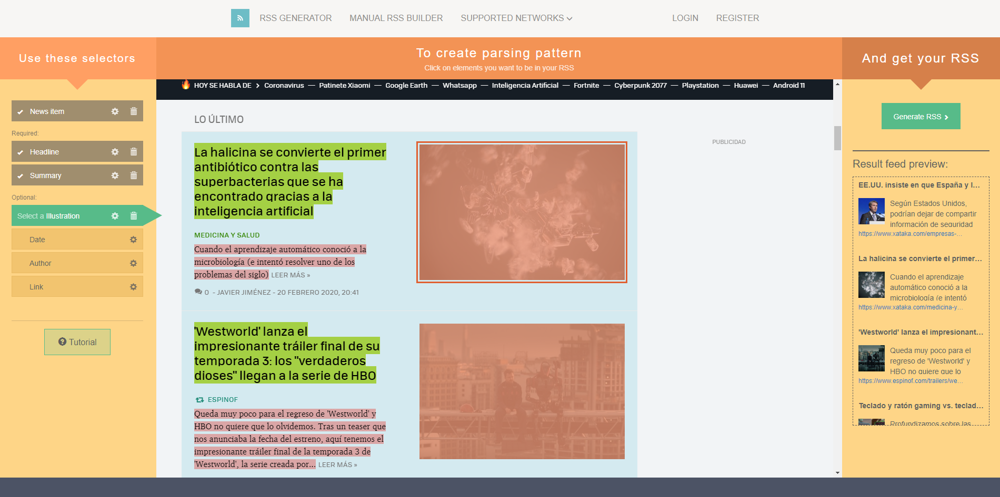 RSS GENERATOR
MANUAL RSS BUILDER
SUPPORTED NETWORKS
LOGIN
REGISTER
Use these selectors
To create parsing pattern
Click on elements you want to be in your RSS
And get your RSS
News item
Required:
Headline
Summary
Optional:
Select a Illustration
Date
Author
Link
Tutorial
HOY SE HABLA DE
Coronavirus — Patinete Xiaomi — Google Earth — Whatsapp — Inteligencia Artificial — Fortnite — Cyberpunk 2077 — Playstation — Huawei — Android 11
LO ÚLTIMO
La halicina se convierte el primer
antibiótico contra las
superbacterias que se ha
encontrado gracias a la
inteligencia artificial
MEDICINA Y SALUD
Cuando el aprendizaje automático conoció a la
microbiología (e intentó resolver uno de los
problemas del siglo) LEER MÁS »
0 - JAVIER JIMÉNEZ - 20 FEBRERO 2020, 20:41
'Westworld' lanza el
impresionante tráiler final de su
temporada 3: los "verdaderos
dioses" llegan a la serie de HBO
ESPINOF
Queda muy poco para el regreso de 'Westworld' y
HBO no quiere que lo olvidemos. Tras un teaser que
nos anunciaba la fecha del estreno, aquí tenemos el
impresionante tráiler final de la temporada 3 de
'Westworld', la serie creada por... LEER MÁS »
PUBLICIDAD
Generate RSS
Result feed preview:
EE.UU. insiste en que España y l...
Según Estados Unidos,
podrían dejar de compartir
información de seguridad
https://www.xataka.com/empresas-...
La halicina se convierte el primer...
Cuando el aprendizaje
automático conoció a la
microbiología (e intentó
https://www.xataka.com/medicina-y...
'Westworld' lanza el impresionant...
Queda muy poco para el
regreso de 'Westworld' y
HBO no quiere que lo
https://www.espinof.com/trailers/we...
Teclado y ratón gaming vs. teclad...
Profundizamos sobre las